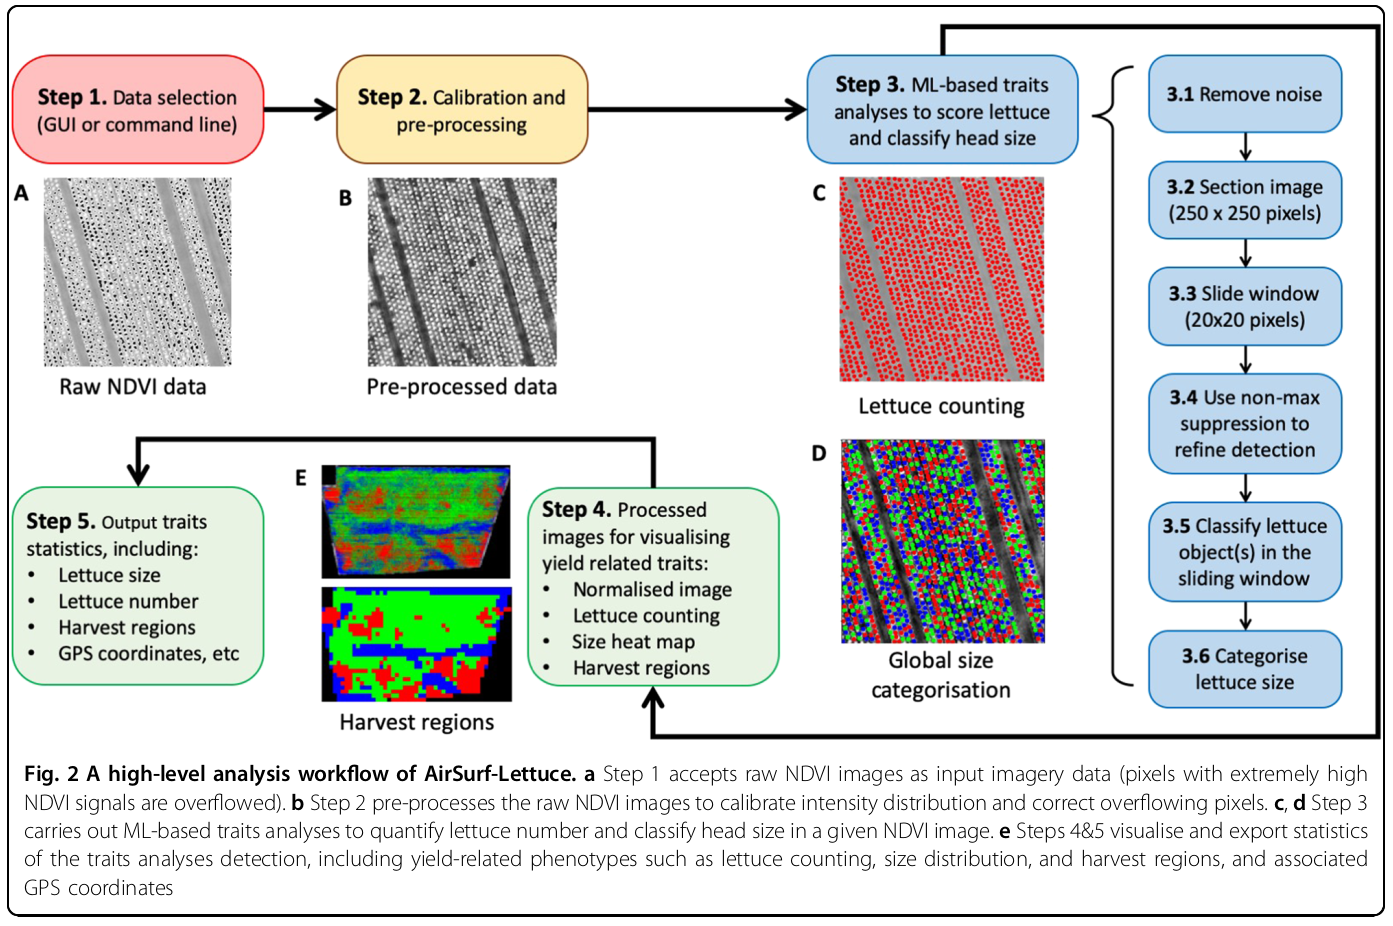 Step 1. Data selection
(GUI or command line)
Step 2. Calibration and
pre-processing
Step 3. ML-based traits
analyses to score lettuce
and classify head size
A
Raw NDVI data
B
Pre-processed data
C
Lettuce counting
D
Global size
categorisation
3.1 Remove noise
3.2 Section image
(250 x 250 pixels)
3.3 Slide window
(20x20 pixels)
3.4 Use non-max
suppression to
refine detection
3.5 Classify lettuce
object(s) in the
sliding window
3.6 Categorise
lettuce size
Step 4. Processed
images for visualising
yield related traits:
• Normalised image
• Lettuce counting
• Size heat map
• Harvest regions
E
Harvest regions
Step 5. Output traits
statistics, including:
• Lettuce size
• Lettuce number
• Harvest regions
• GPS coordinates, etc
Fig. 2 A high-level analysis workflow of AirSurf-Lettuce. a Step 1 accepts raw NDVI images as input imagery data (pixels with extremely high
NDVI signals are overflowed). b Step 2 pre-processes the raw NDVI images to calibrate intensity distribution and correct overflowing pixels. c, d Step 3
carries out ML-based traits analyses to quantify lettuce number and classify head size in a given NDVI image. e Steps 4&5 visualise and export statistics
of the traits analyses detection, including yield-related phenotypes such as lettuce counting, size distribution, and harvest regions, and associated
GPS coordinates